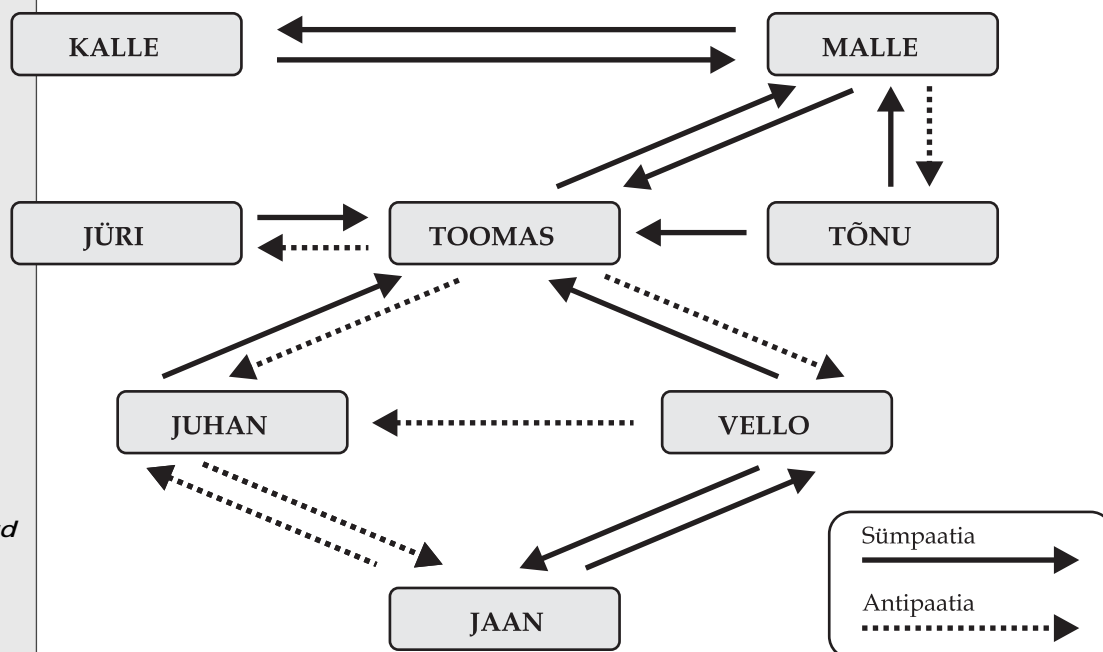 KALLE
MALLE
JÜRI
TOOMAS
TÕNU
JUHAN
VELLO
JAAN
Sümpaatia
Antipaatia